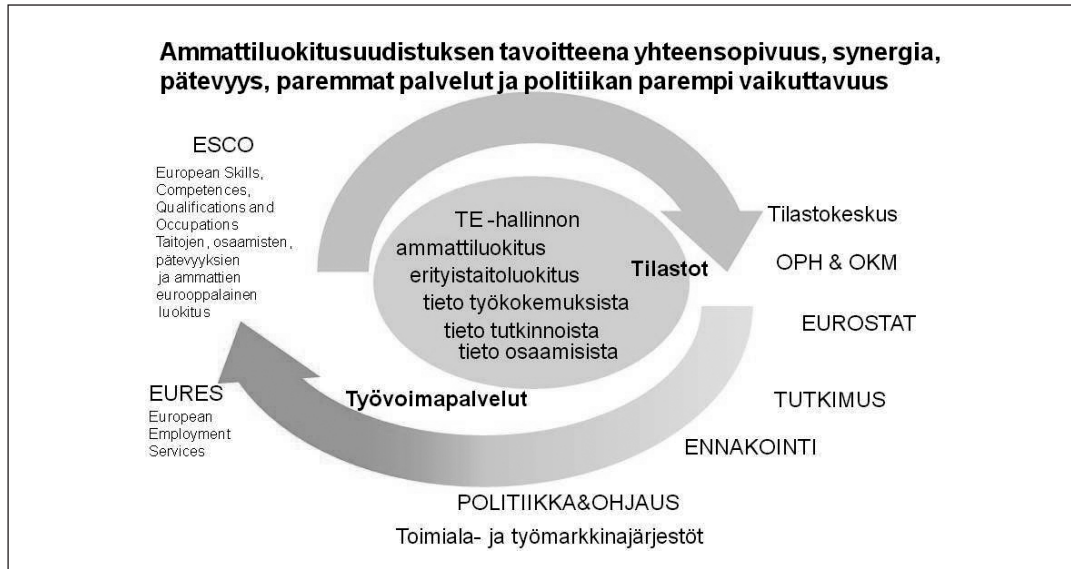 Ammattiluokitusuudistuksen tavoitteena yhteensopivuus, synergia,
pätevyys, paremmat palvelut ja politiikan parempi vaikuttavuus
ESCO
European Skills,
Competences,
Qualifications and
Occupations
Taitojen, osaamisten,
pätevyyksien
ja ammattien
eurooppalainen
luokitus
EURES
European
Employment
Services
TE -hallinnon
ammattiluokitus
erityistaitoluokitus
tieto työkokemuksista
tieto tutkinnoista
tieto osaamisista
Tilastot
Työvoimapalvelut
Tilastokeskus
OPH & OKM
EUROSTAT
TUTKIMUS
ENNAKOINTI
POLITIIKKA&OHJAUS
Toimiala- ja työmarkkinajärjestöt